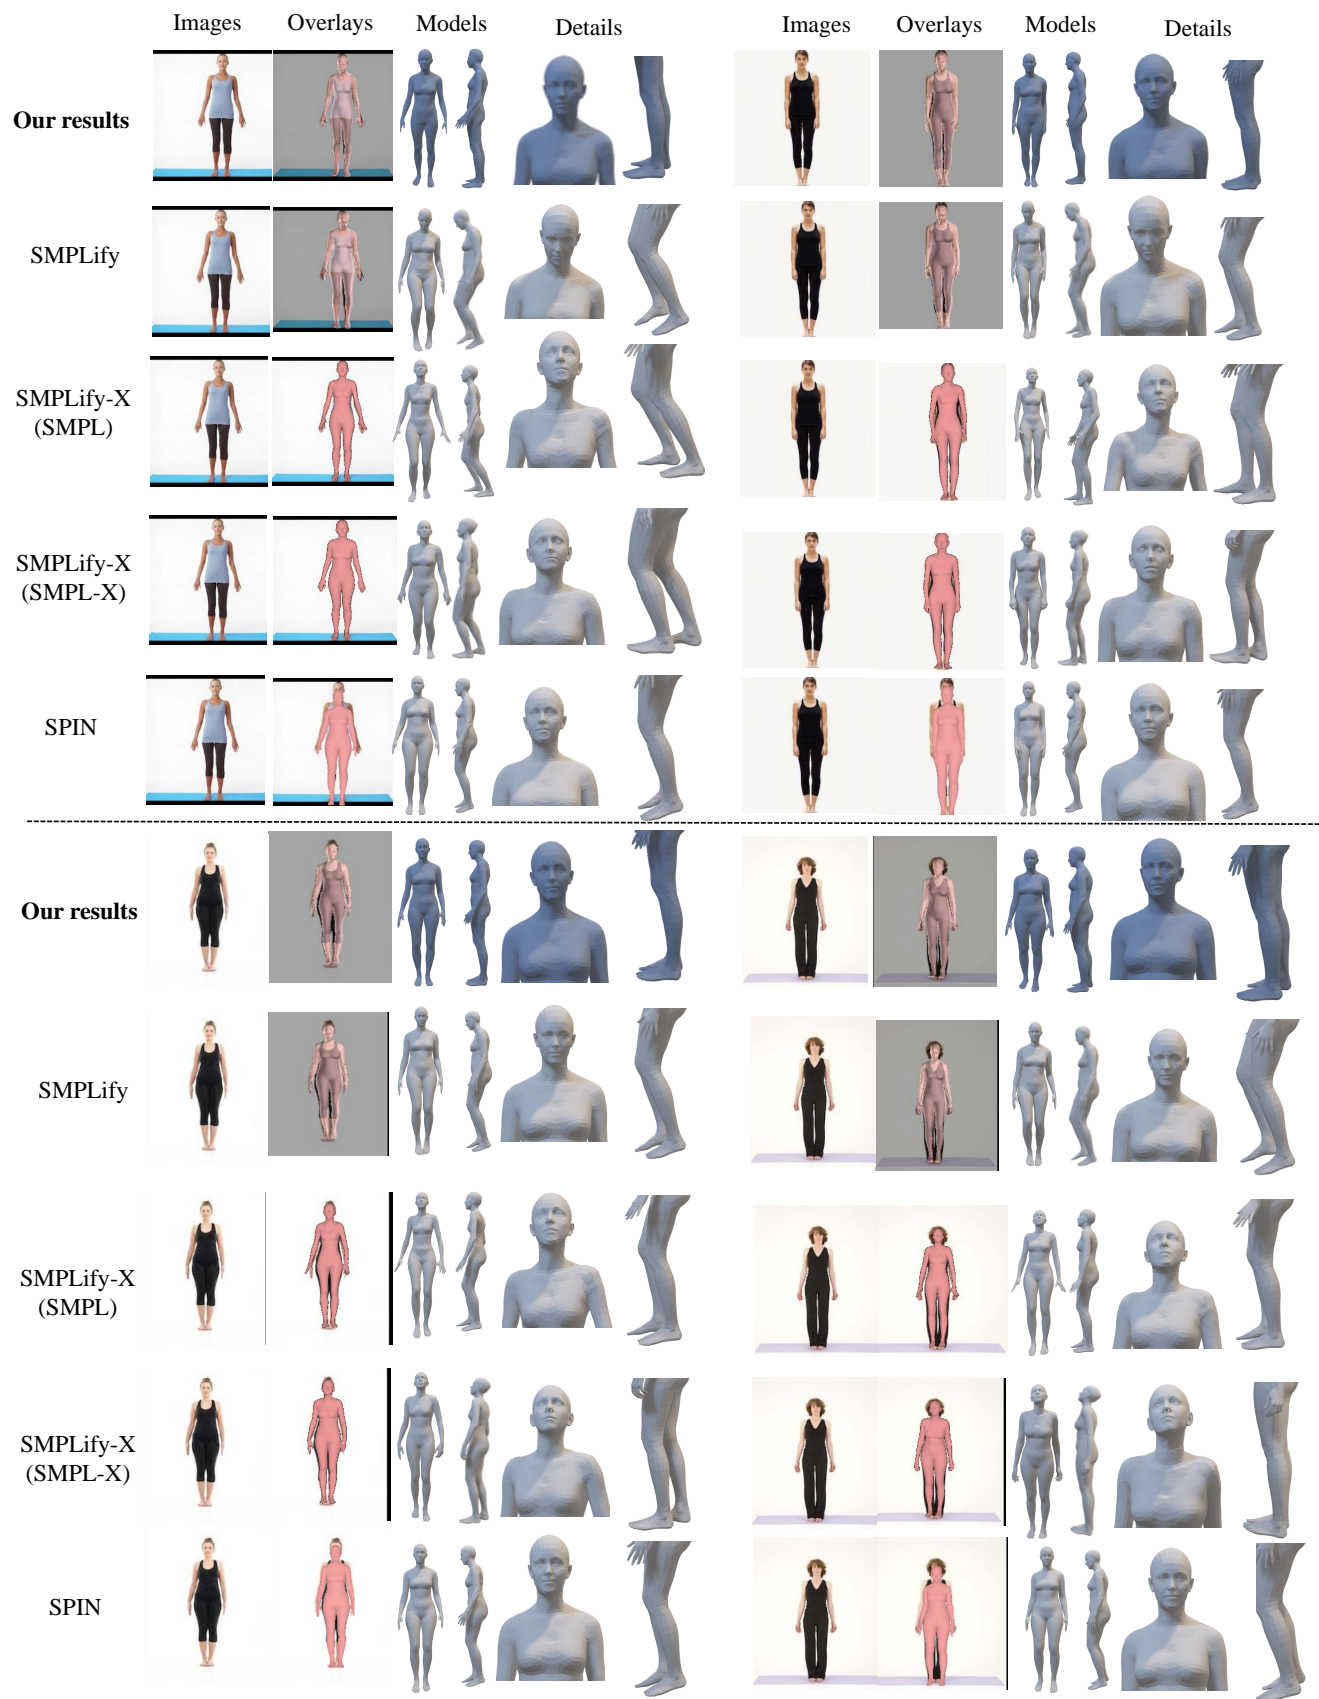 Images Overlays Models Details Images Overlays Models Details
Our results
SMPLify
SMPLify-X
(SMPL)
SMPLify-X
(SMPL-X)
SPIN
Our results
SMPLify
SMPLify-X
(SMPL)
SMPLify-X
(SMPL-X)
SPIN